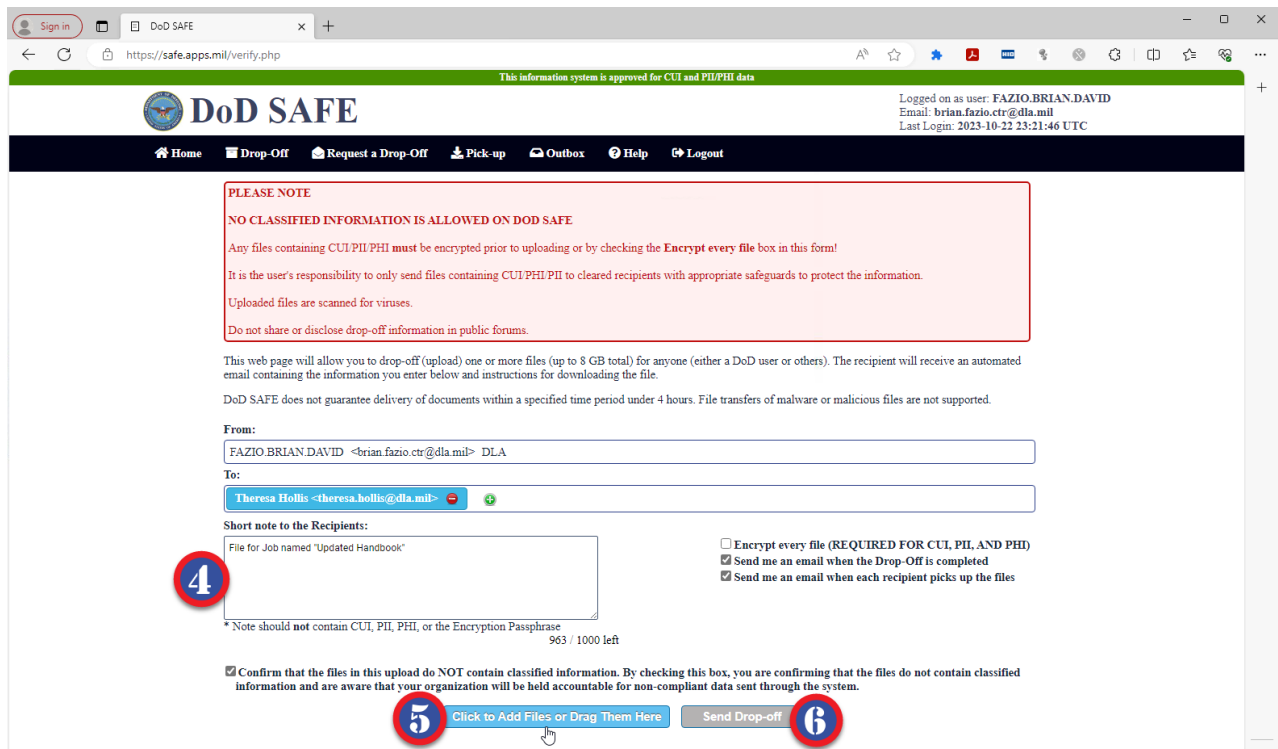 Sign in
DoD SAFE
https://safe.apps.mil/verify.php
This information system is approved for CUI and PII/PHI data
DoD SAFE
Logged on as user: FAZIO.BRIAN.DAVID
Email: brian.fazio.ctr@dla.mil
Last Login: 2023-10-22 23:21:46 UTC
Home Drop-Off Request a Drop-Off Pick-up Outbox Help Logout
PLEASE NOTE
NO CLASSIFIED INFORMATION IS ALLOWED ON DOD SAFE
Any files containing CUI/PII/PHI must be encrypted prior to uploading or by checking the Encrypt every file box in this form!
It is the user's responsibility to only send files containing CUI/PHI/PII to cleared recipients with appropriate safeguards to protect the information.
Uploaded files are scanned for viruses.
Do not share or disclose drop-off information in public forums.
This web page will allow you to drop-off (upload) one or more files (up to 8 GB total) for anyone (either a DoD user or others). The recipient will receive an automated
email containing the information you enter below and instructions for downloading the file.
DoD SAFE does not guarantee delivery of documents within a specified time period under 4 hours. File transfers of malware or malicious files are not supported.
From:
FAZIO.BRIAN.DAVID <brian.fazio.ctr@dla.mil> DLA
To:
Theresa Hollis <theresa.hollis@dla.mil>
Short note to the Recipients:
File for Job named "Updated Handbook"
4
Encrypt every file (REQUIRED FOR CUI, PII, AND PHI)
Send me an email when the Drop-Off is completed
Send me an email when each recipient picks up the files
* Note should not contain CUI, PII, PHI, or the Encryption Passphrase
963 / 1000 left
Confirm that the files in this upload do NOT contain classified information. By checking this box, you are confirming that the files do not contain classified
information and are aware that your organization will be held accountable for non-compliant data sent through the system.
5 Click to Add Files or Drag Them Here Send Drop-off 6